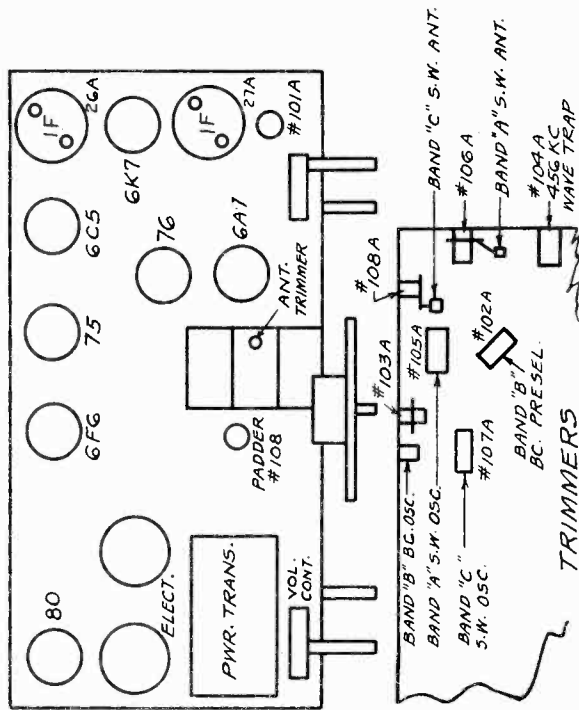 80
ELECT.
PWR. TRANS.
VOL.
CONT.
6F6
75
6C5
1F
26A
6K7
76
6A7
1F
27A
#101A
ANT.
TRIMMER
PADDER
#108
#103A
#105A
#108A
BAND "C" S.W. ANT.
#106A
BAND "A" S.W. ANT.
#104A
456 KC
WAVE TRAP
#102A
BAND "B"
BC. PRESEL.
#107A
BAND "B" BC. OSC.
BAND "A" S.W. OSC.
BAND "C"
S.W. OSC.
TRIMMERS